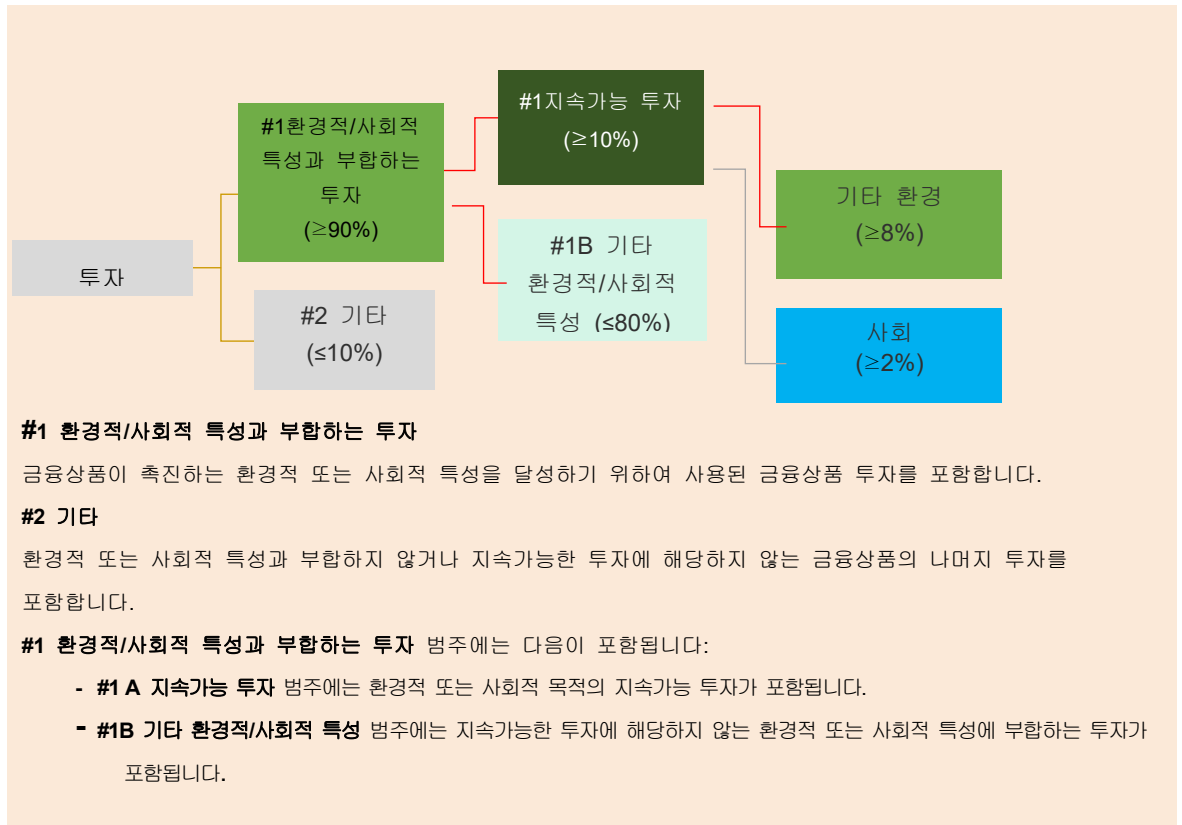 #1환경적/사회적
특성과 부합하는
투자
(≥90%)
#1지속가능 투자
(≥10%)
기타 환경
(≥8%)
투자
#2 기타
(≤10%)
#1B 기타
환경적/사회적
특성 (≤80%)
사회
(≥2%)
#1 환경적/사회적 특성과 부합하는 투자
금융상품이 촉진하는 환경적 또는 사회적 특성을 달성하기 위하여 사용된 금융상품 투자를 포함합니다.
#2 기타
환경적 또는 사회적 특성과 부합하지 않거나 지속가능한 투자에 해당하지 않는 금융상품의 나머지 투자를
포함합니다.
#1 환경적/사회적 특성과 부합하는 투자 범주에는 다음이 포함됩니다:
- #1 A 지속가능 투자 범주에는 환경적 또는 사회적 목적의 지속가능 투자가 포함됩니다.
- #1B 기타 환경적/사회적 특성 범주에는 지속가능한 투자에 해당하지 않는 환경적 또는 사회적 특성에 부합하는 투자가
포함됩니다.